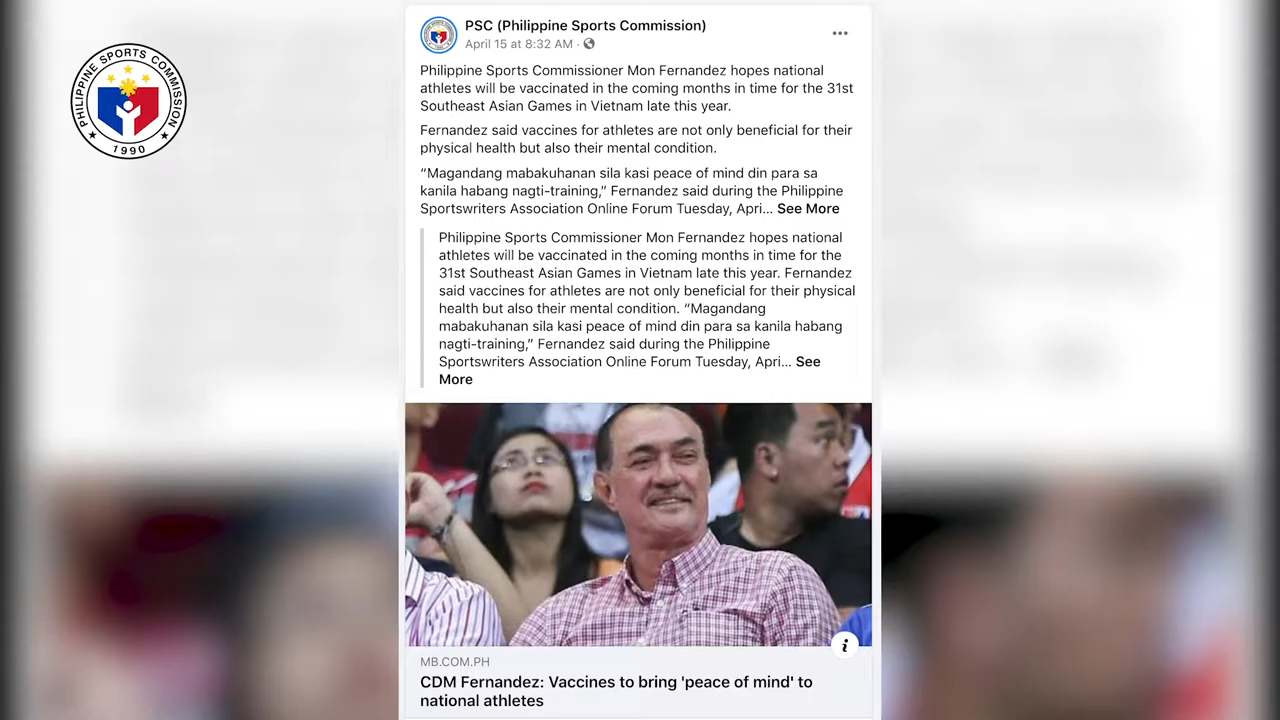 PHILIPPINE SPORTS COMMISSION
1990
PSC (Philippine Sports Commission)
April 15 at 8:32 AM ·
Philippine Sports Commissioner Mon Fernandez hopes national
athletes will be vaccinated in the coming months in time for the 31st
Southeast Asian Games in Vietnam late this year.
Fernandez said vaccines for athletes are not only beneficial for their
physical health but also their mental condition.
“Magandang mabakuhanan sila kasi peace of mind din para sa
kanila habang nagti-training,” Fernandez said during the Philippine
Sportswriters Association Online Forum Tuesday, Apri... See More
Philippine Sports Commissioner Mon Fernandez hopes national
athletes will be vaccinated in the coming months in time for the
31st Southeast Asian Games in Vietnam late this year. Fernandez
said vaccines for athletes are not only beneficial for their physical
health but also their mental condition. “Magandang
mabakuhanan sila kasi peace of mind din para sa kanila habang
nagti-training,” Fernandez said during the Philippine
Sportswriters Association Online Forum Tuesday, Apri... See
More
i
MB.COM.PH
CDM Fernandez: Vaccines to bring 'peace of mind' to
national athletes